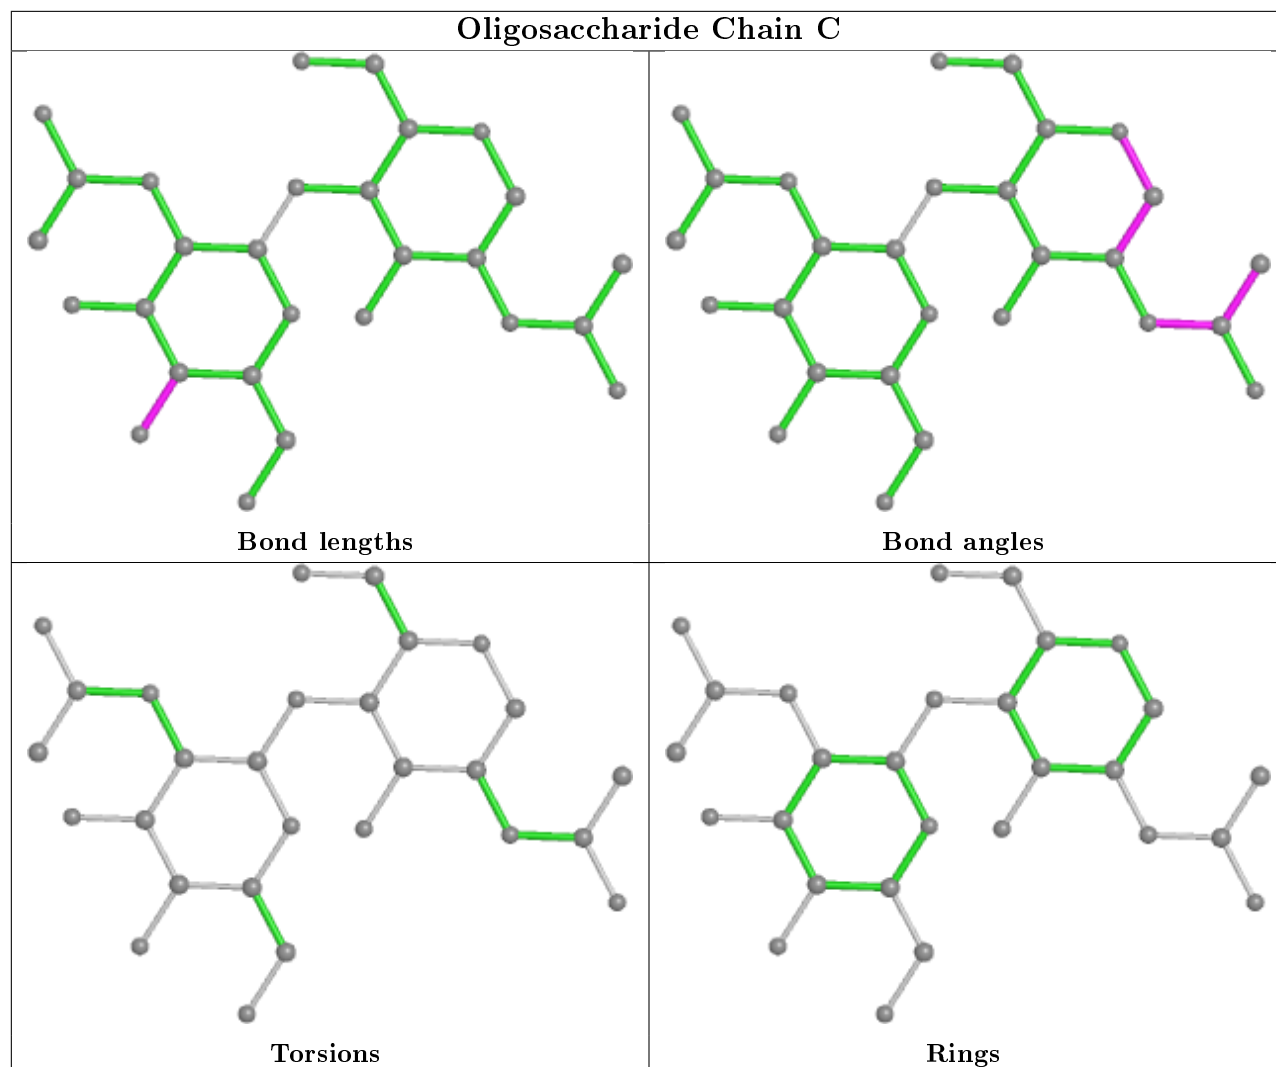 Oligosaccharide Chain C
Bond lengths
Bond angles
Torsions
Rings